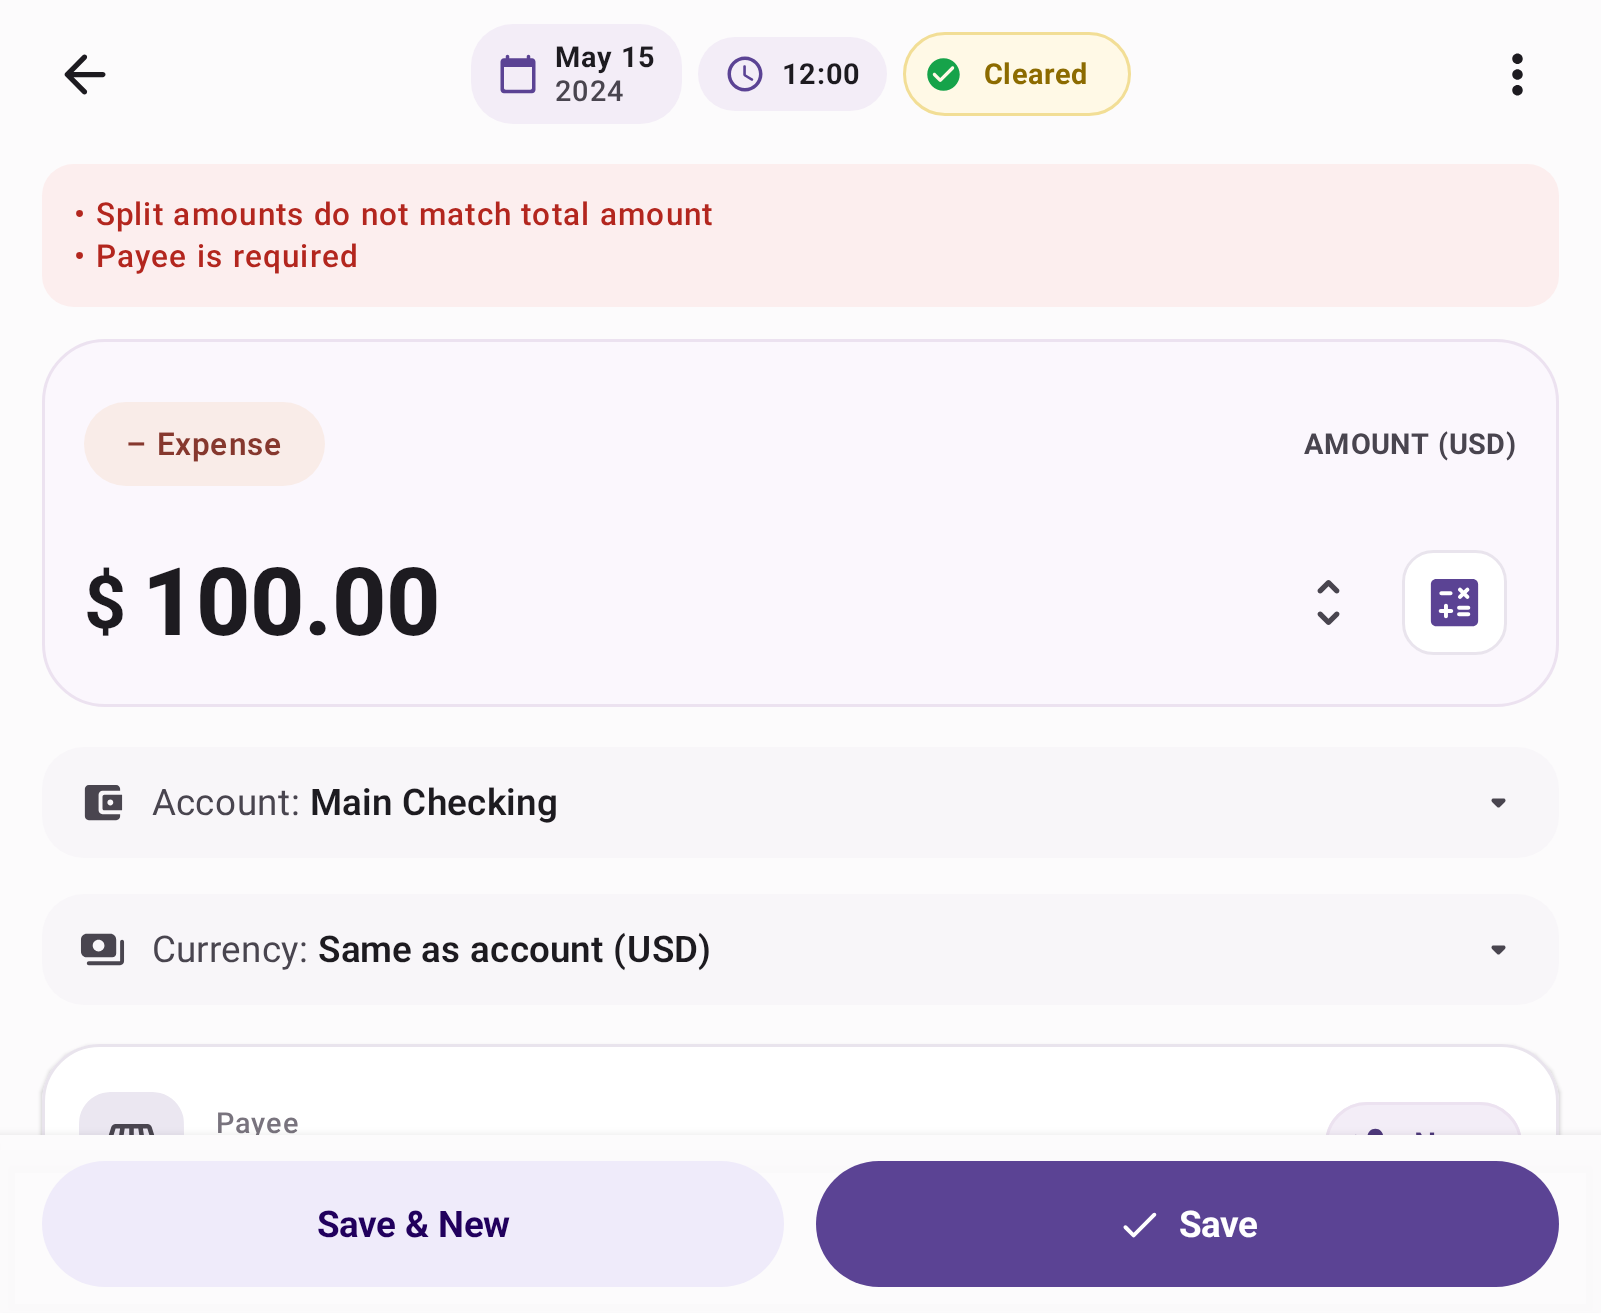 May 15
2024
12:00
Cleared
• Split amounts do not match total amount
• Payee is required
– Expense
AMOUNT (USD)
$ 100.00
Account: Main Checking
Currency: Same as account (USD)
Payee
Save & New
Save